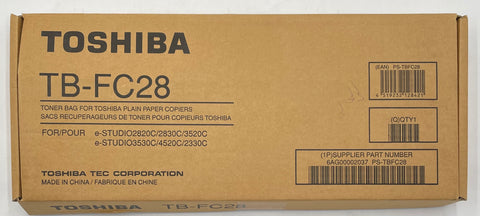 TOSHIBA
TB-FC28
TONER BAG FOR TOSHIBA PLAIN PAPER COPIERS
SACS RECUPERAGEURS DE TONER POUR COPIEURS TOSHIBA
FOR/POUR e-STUDIO2820C/2830C/3520C
e-STUDIO3530C/4520C/2330C
TOSHIBA TEC CORPORATION
MADE IN CHINA / FABRIQUÉ EN CHINE
(EAN) PS-TBFC28
4519232128421
(Q)QTY1
(1P)SUPPLIER PART NUMBER
6AG00002037 PS-TBFC28